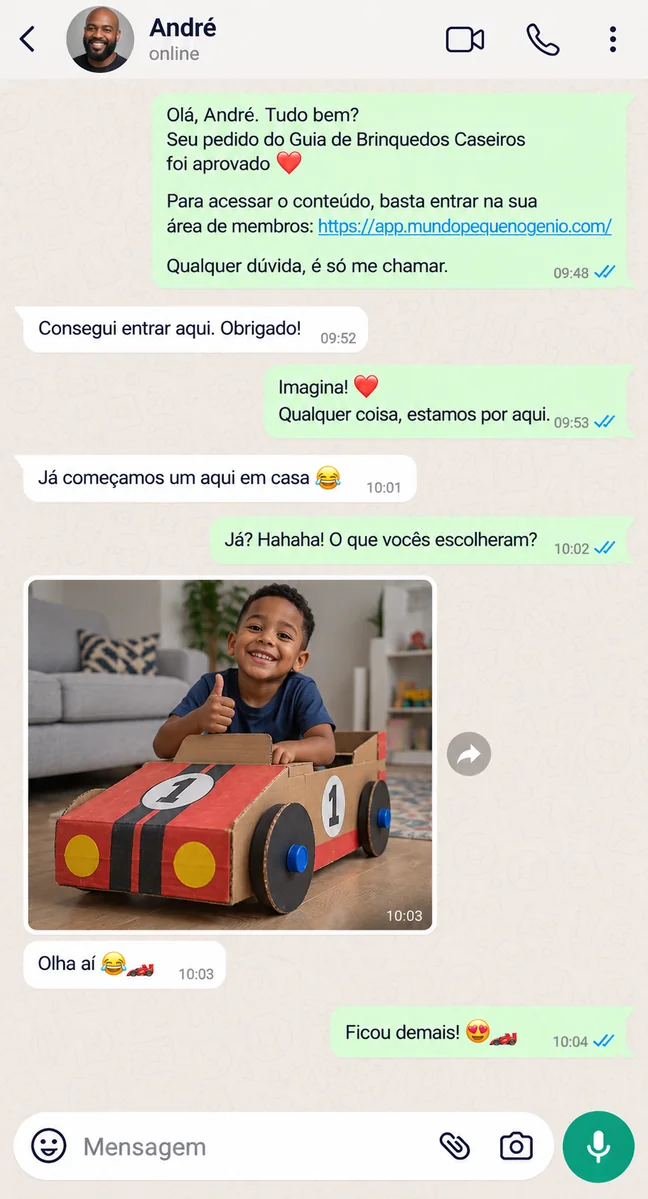 André
online
Olá, André. Tudo bem?
Seu pedido do Guia de Brinquedos Caseiros
foi aprovado ❤️
Para acessar o conteúdo, basta entrar na sua
área de membros: https://app.mundopequenogenio.com/
Qualquer dúvida, é só me chamar.
09:48
Consegui entrar aqui. Obrigado!
09:52
Imagina! ❤️
Qualquer coisa, estamos por aqui.
09:53
Já começamos um aqui em casa 😂
10:01
Já? Hahaha! O que vocês escolheram?
10:02
1
1
10:03
Olha aí 😂🏎️
10:03
Ficou demais! 😍🏎️
10:04
Mensagem